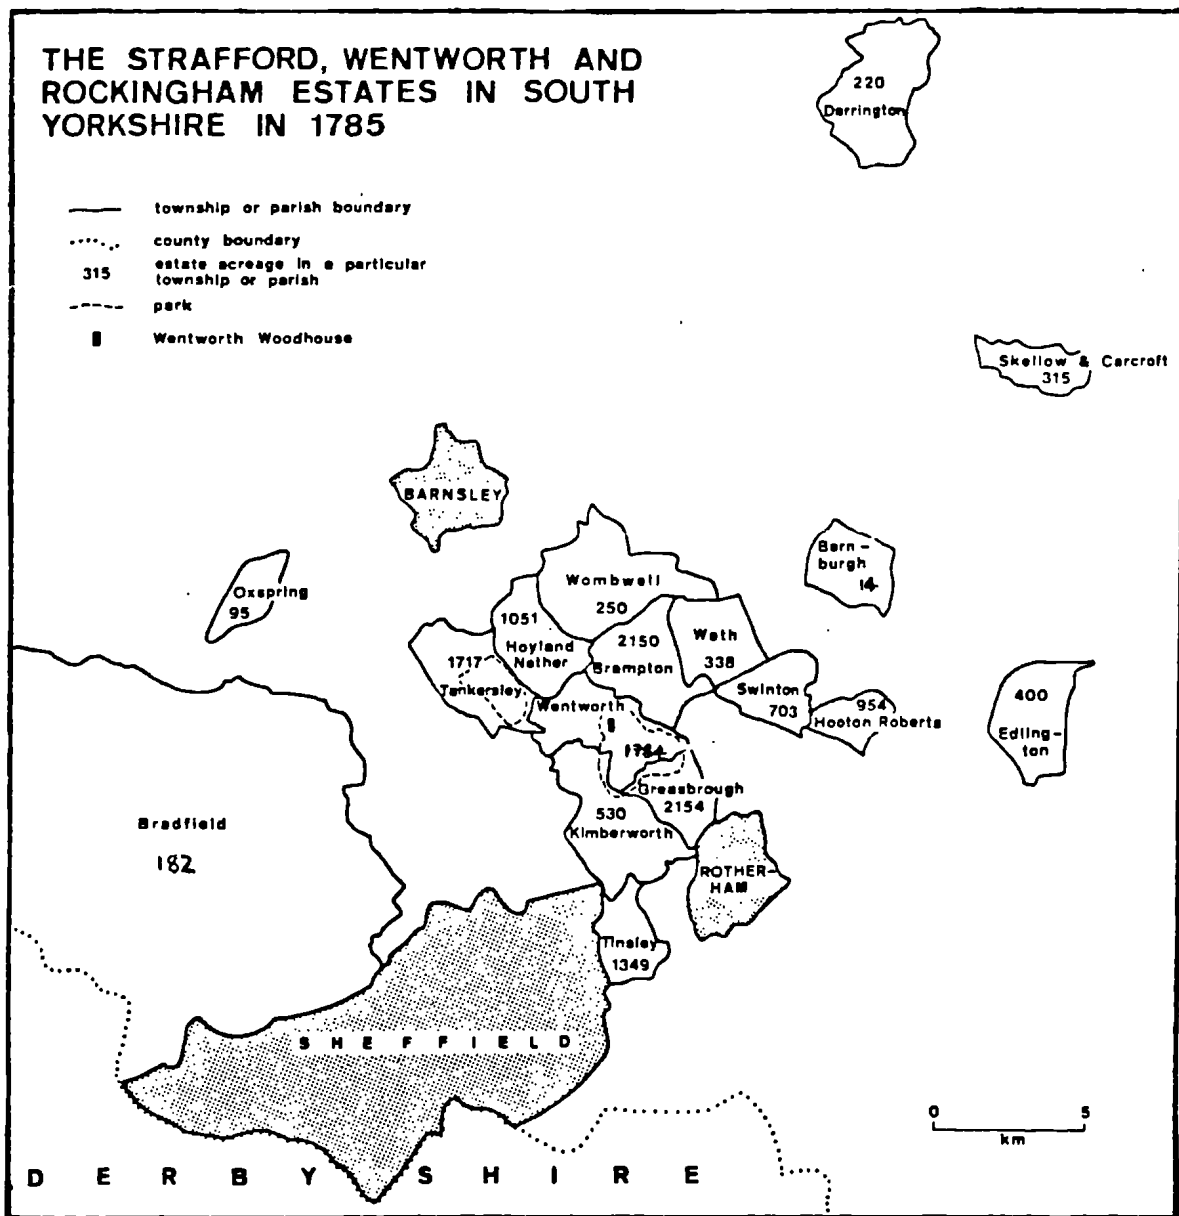 THE STRAFFORD, WENTWORTH AND
ROCKINGHAM ESTATES IN SOUTH
YORKSHIRE IN 1785
township or parish boundary
county boundary
315 estate acreage in a particular
township or parish
park
Wentworth Woodhouse
220
Darrington
Skellow & Carcroft
315
BARNSLEY
Barn-
burgh
14
Oxspring
95
Wombwell
250
1051
Hoyland
Nether
2150
Brampton
Wath
338
1717
Tankersley
Swinton
703
954
Hooton Roberts
400
Edling-
ton
Wentworth
Greasbrough
2154
530
Kimberworth
Bradfield
182
ROTHER-
HAM
Tinsley
1349
SHEFFIELD
0 5
km
DERBYSHIRE